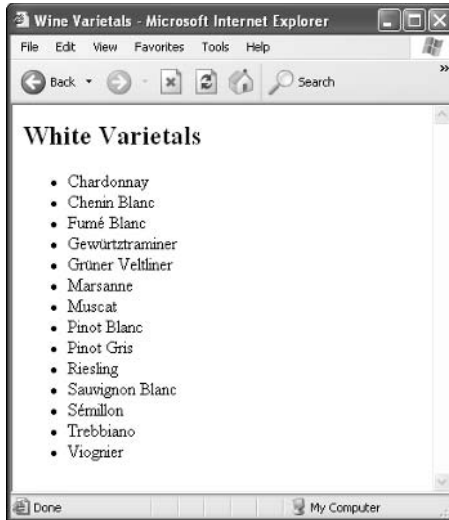 Wine Varietals - Microsoft Internet Explorer
File Edit View Favorites Tools Help
Back Search »
White Varietals
• Chardonnay
• Chenin Blanc
• Fumé Blanc
• Gewürtztraminer
• Grüner Veltliner
• Marsanne
• Muscat
• Pinot Blanc
• Pinot Gris
• Riesling
• Sauvignon Blanc
• Sémillon
• Trebbiano
• Viognier
Done My Computer